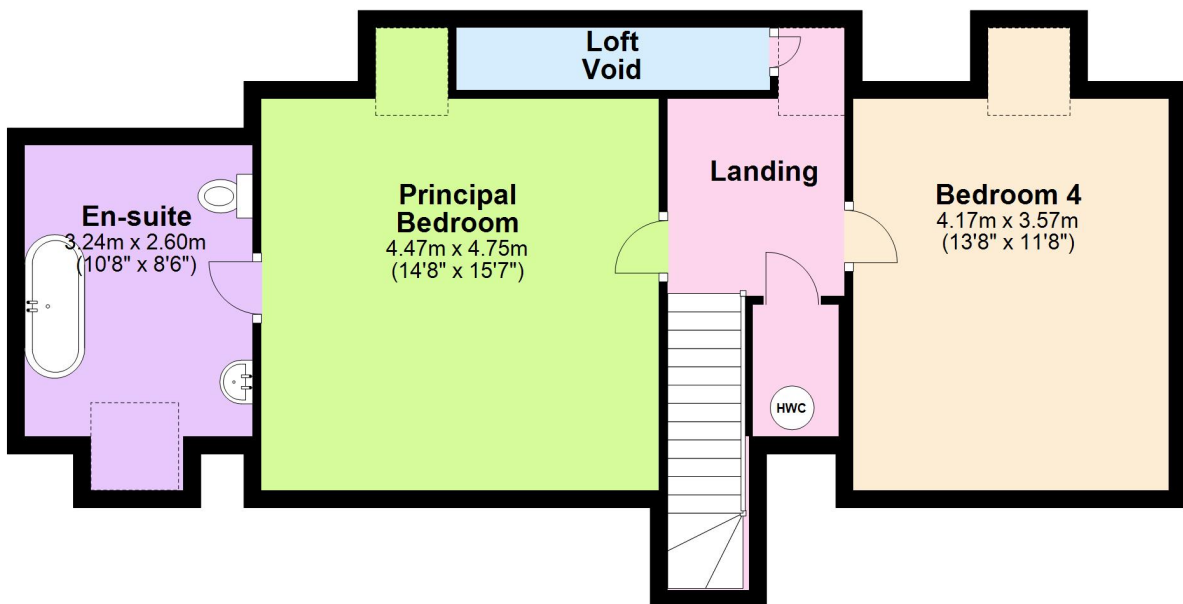 Loft
Void
Landing
En-suite
3.24m x 2.60m
(10'8" x 8'6")
Principal
Bedroom
4.47m x 4.75m
(14'8" x 15'7")
Bedroom 4
4.17m x 3.57m
(13'8" x 11'8")
HWC